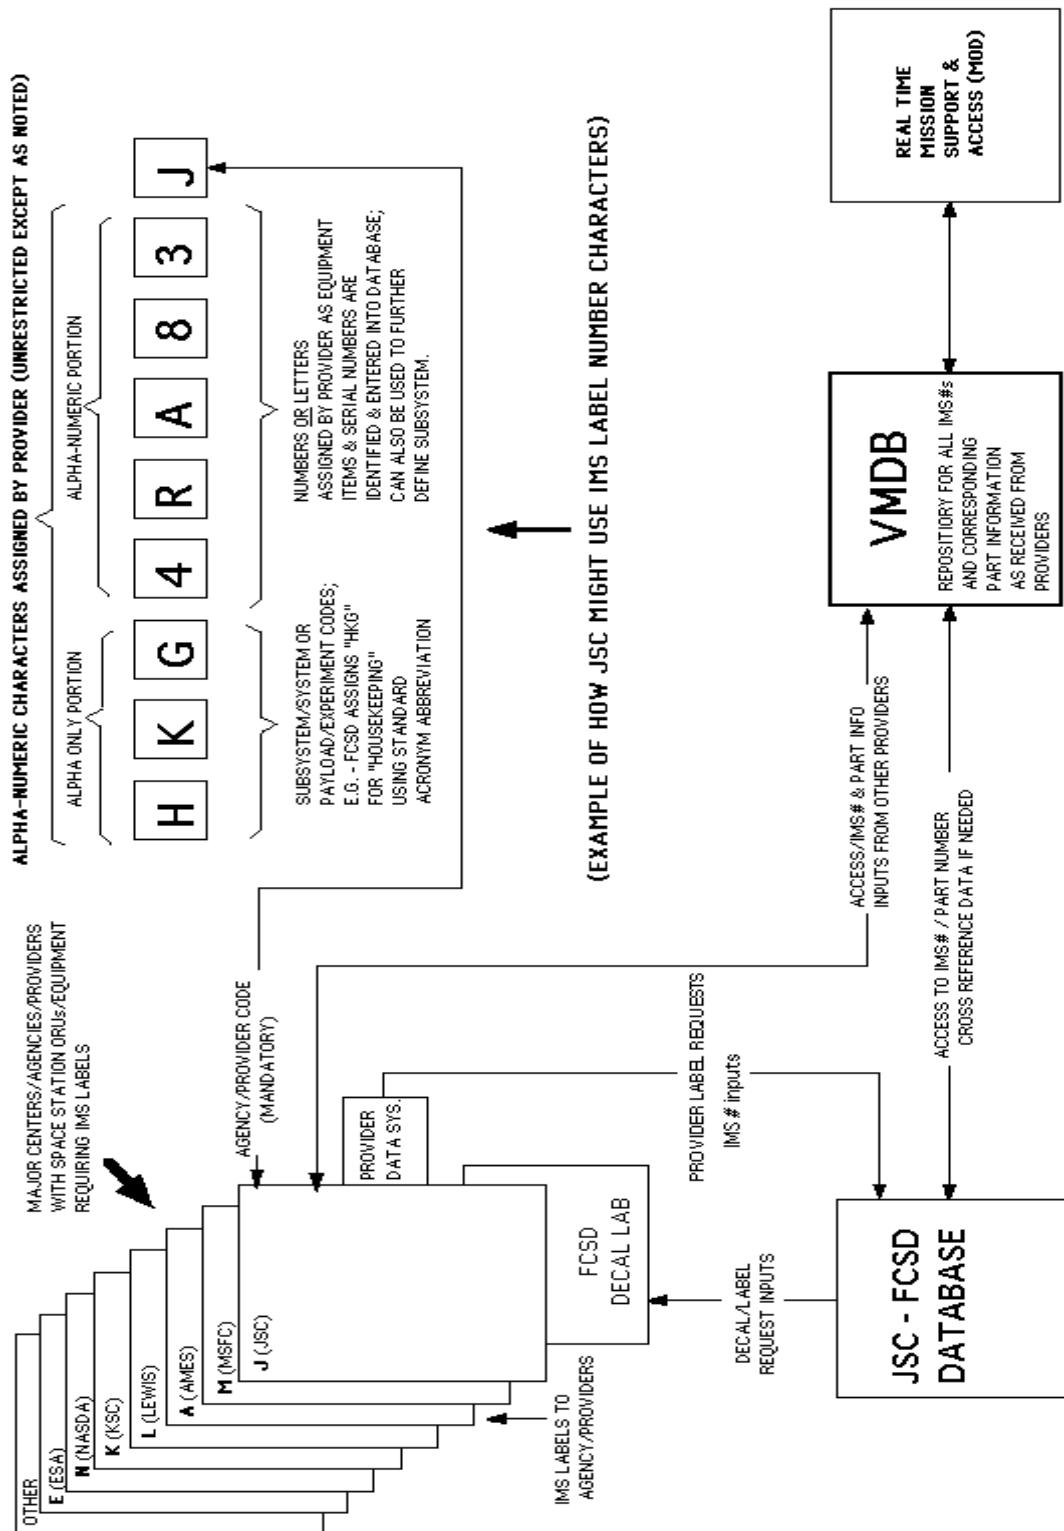 ALPHA-NUMERIC CHARACTERS ASSIGNED BY PROVIDER (UNRESTRICTED EXCEPT AS NOTED)
ALPHA ONLY PORTION
ALPHA-NUMERIC PORTION
H K G 4 R A 8 3 J
SUBSYSTEM/SYSTEM OR
PAYLOAD/EXPERIMENT CODES;
E.G. - FCSD ASSIGNS "HKG"
FOR "HOUSEKEEPING"
USING STANDARD
ACRONYM ABBREVIATION
NUMBERS OR LETTERS
ASSIGNED BY PROVIDER AS EQUIPMENT
ITEMS & SERIAL NUMBERS ARE
IDENTIFIED & ENTERED INTO DATABASE;
CAN ALSO BE USED TO FURTHER
DEFINE SUBSYSTEM.
(EXAMPLE OF HOW JSC MIGHT USE IMS LABEL NUMBER CHARACTERS)
MAJOR CENTERS/AGENCIES/PROVIDERS
WITH SPACE STATION ORUs/EQUIPMENT
REQUIRING IMS LABELS
AGENCY/PROVIDER CODE
(MANDATORY)
OTHER
E (ESA)
N (NASDA)
K (KSC)
L (LEWIS)
A (AMES)
M (MSFC)
J (JSC)
PROVIDER
DATA SYS.
FCSD
DECAL LAB
IMS LABELS TO
AGENCY/PROVIDERS
DECAL/LABEL
REQUEST INPUTS
PROVIDER LABEL REQUESTS
IMS # inputs
ACCESS/IMS# & PART INFO
INPUTS FROM OTHER PROVIDERS
ACCESS TO IMS# / PART NUMBER
CROSS REFERENCE DATA IF NEEDED
JSC - FCSD
DATABASE
VMDB
REPOSITIORY FOR ALL IMS#s
AND CORRESPONDING
PART INFORMATION
AS RECEIVED FROM
PROVIDERS
REAL TIME
MISSION
SUPPORT &
ACCESS (MOD)